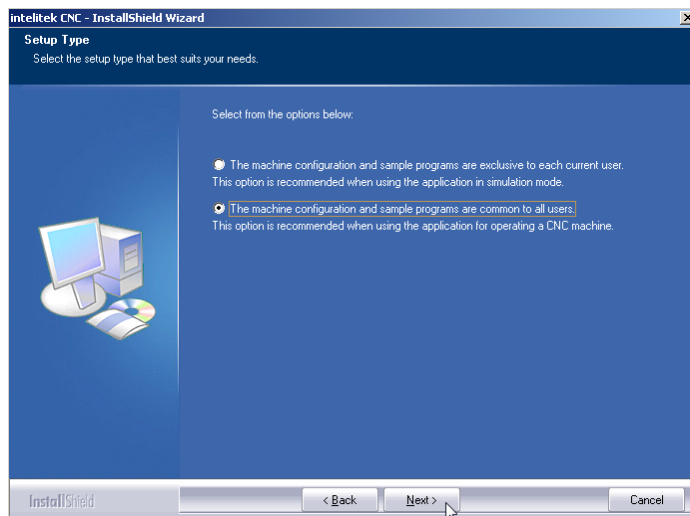 intelitek CNC - InstallShield Wizard
Setup Type
Select the setup type that best suits your needs.
Select from the options below:
The machine configuration and sample programs are exclusive to each current user.
This option is recommended when using the application in simulation mode.
The machine configuration and sample programs are common to all users.
This option is recommended when using the application for operating a CNC machine.
InstallShield
< Back
Next >
Cancel